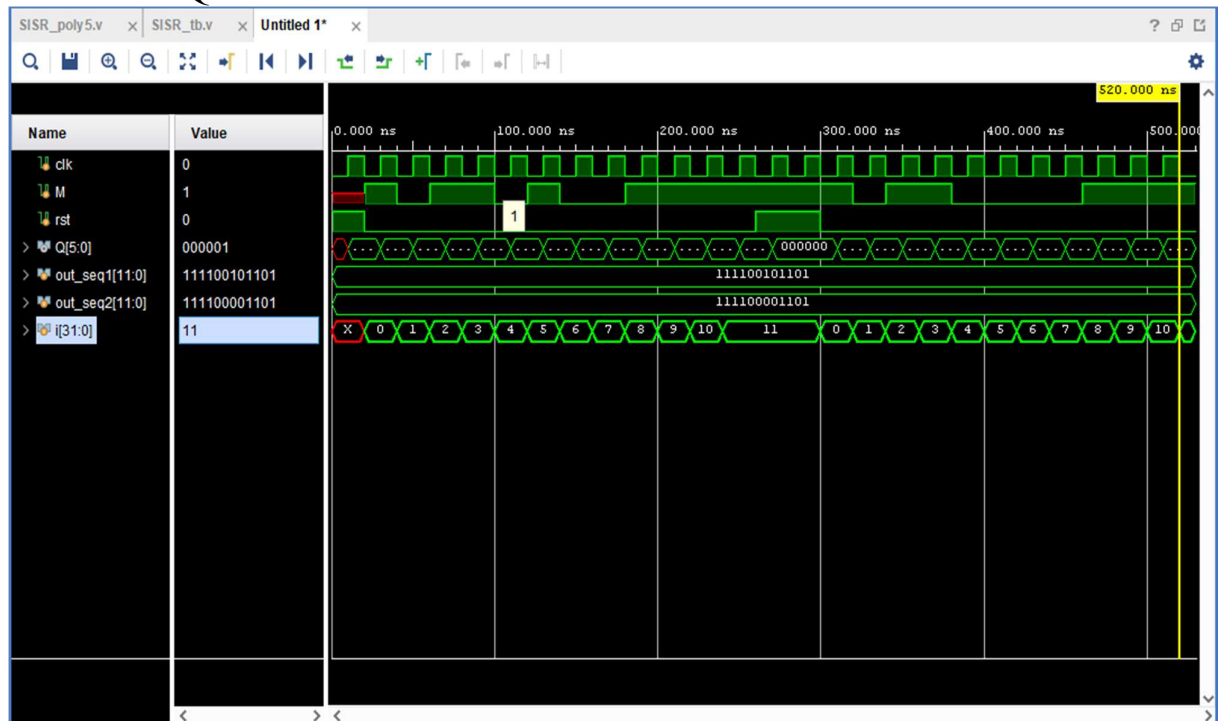 Q
SISR_poly5.v × SISR_tb.v × Untitled 1* ×
?
520.000 ns
Name Value 0.000 ns 100.000 ns 200.000 ns 300.000 ns 400.000 ns 500.000
clk 0
M 1
rst 0 1
Q[5:0] 000001 ... ... ... ... ... ... ... ... ... ... ... ... ... 000000 ... ... ... ... ... ... ... ... ... ... ...
out_seq1[11:0] 111100101101 111100101101
out_seq2[11:0] 111100001101 111100001101
i[31:0] 11 X 0 1 2 3 4 5 6 7 8 9 10 11 0 1 2 3 4 5 6 7 8 9 10